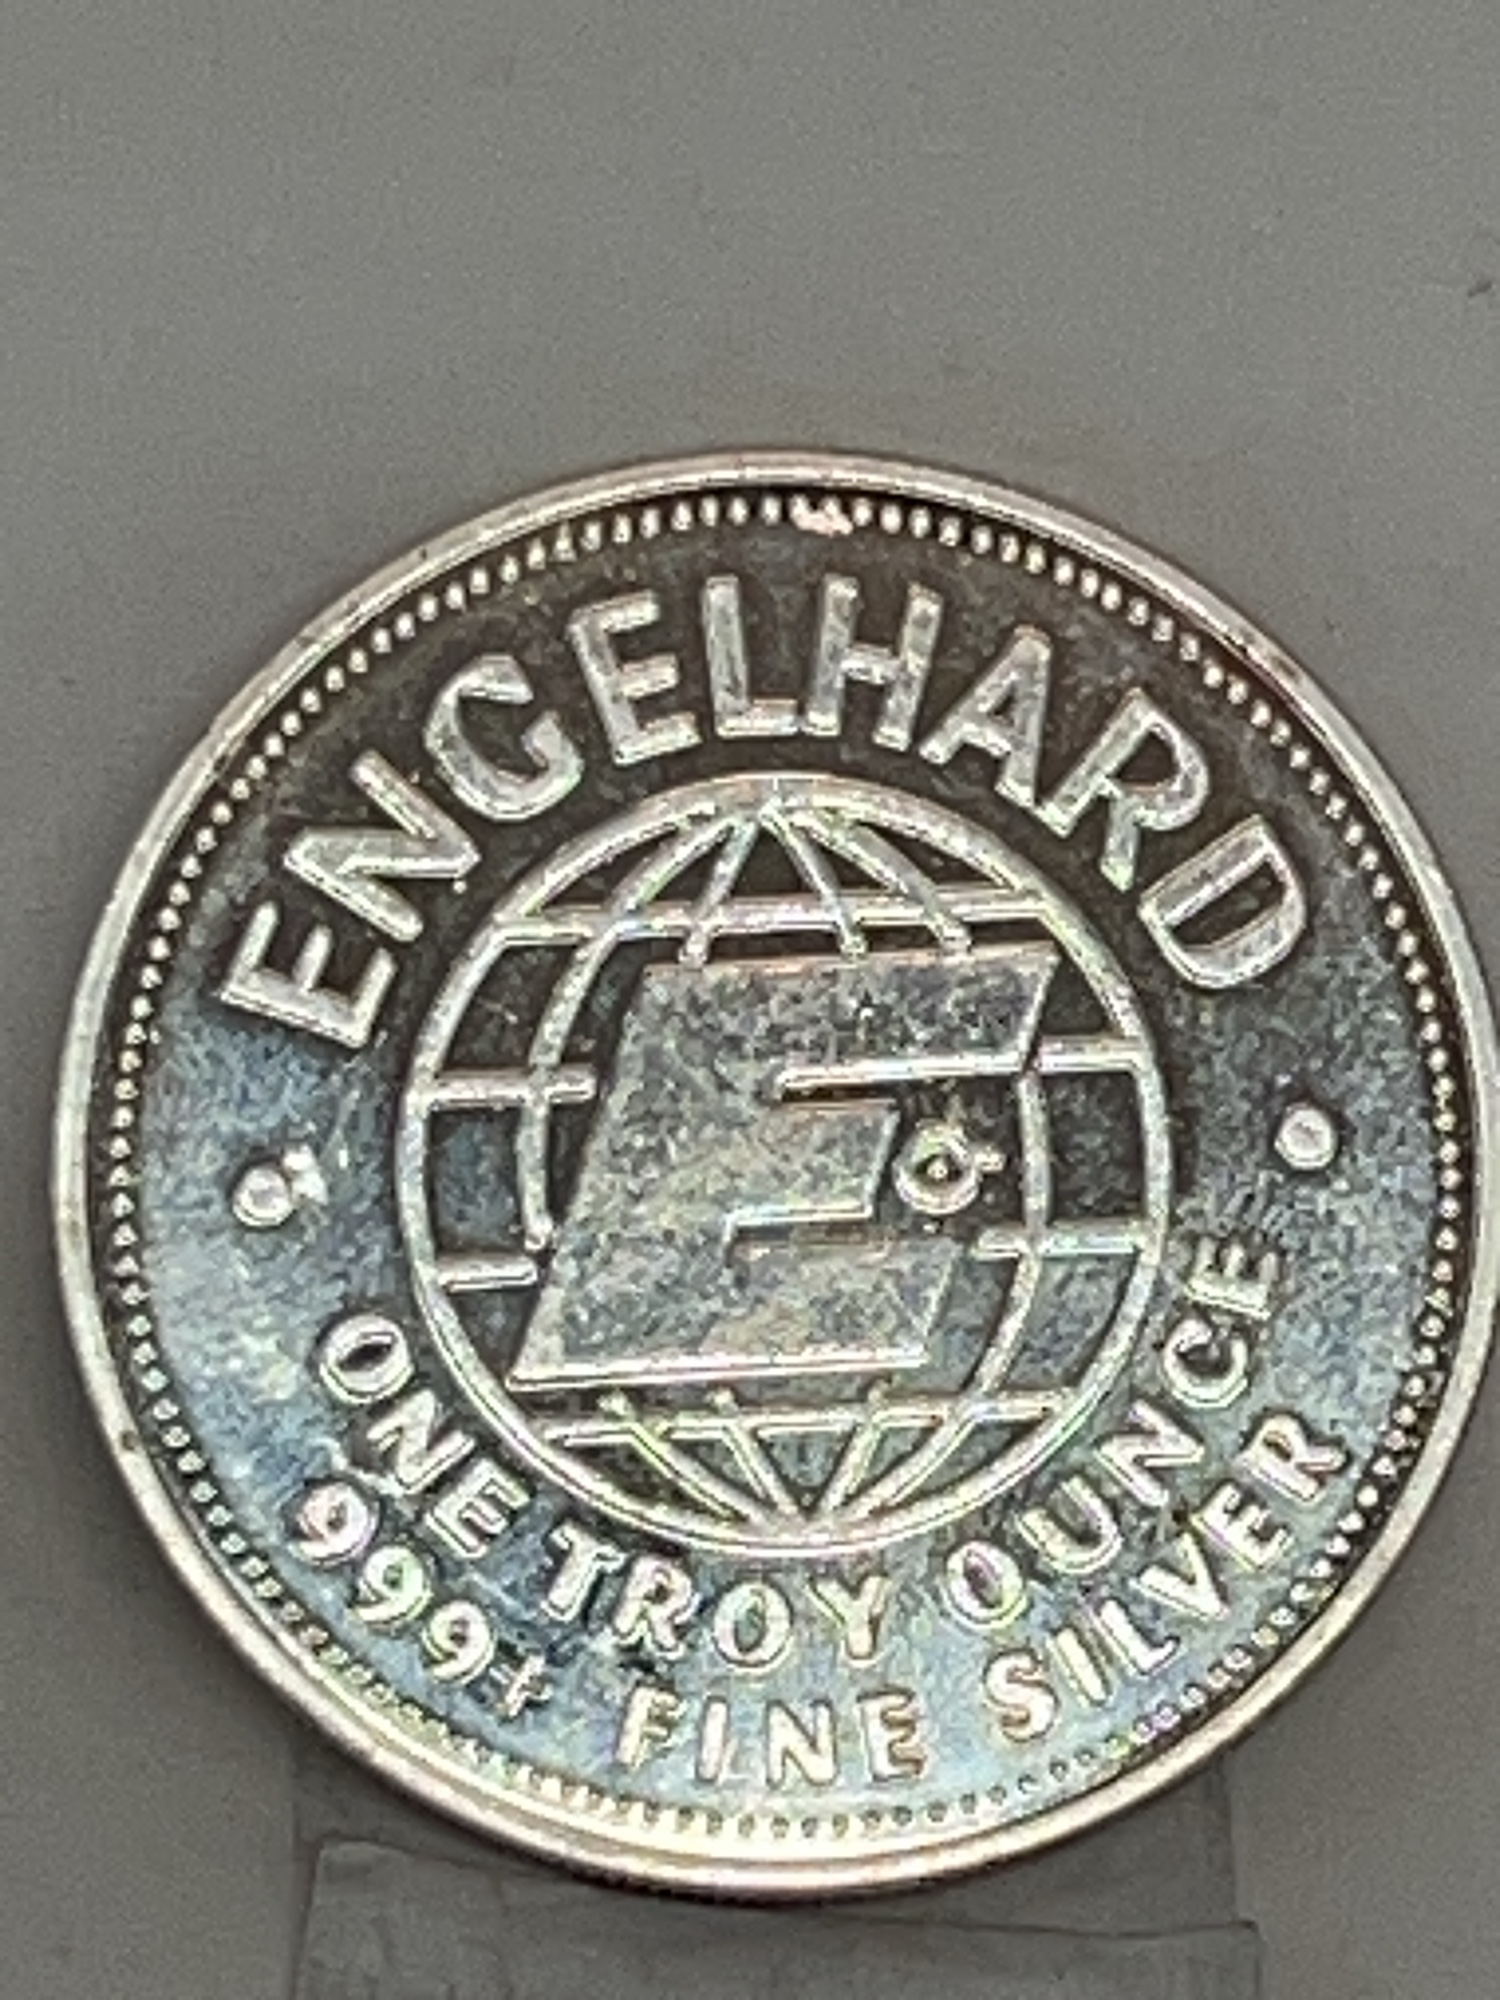 ENGELHARD
E
ONE TROY OUNCE
999+ FINE SILVER